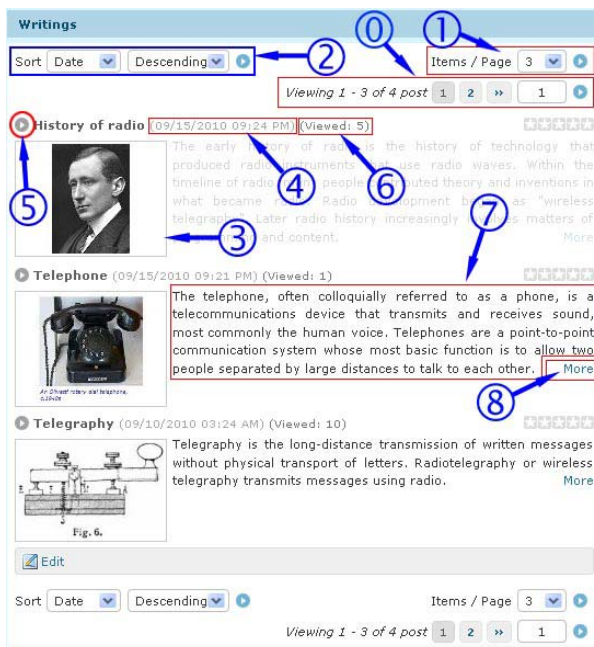 Writings
0 1
Sort Date Descending 2 Items / Page 3
Viewing 1 - 3 of 4 post 1 2 » 1
History of radio (09/15/2010 09:24 PM) (Viewed: 5)
The early history of radio is the history of technology that
produced radio instruments that use radio waves. Within the
timeline of radio, many people contributed theory and inventions in
what became radio. Radio development began as "wireless
telegraphy". Later radio history increasingly involves matters of
and content. More
5 4 6
3 7
Telephone (09/15/2010 09:21 PM) (Viewed: 1)
The telephone, often colloquially referred to as a phone, is a
telecommunications device that transmits and receives sound,
most commonly the human voice. Telephones are a point-to-point
communication system whose most basic function is to allow two
people separated by large distances to talk to each other. More
An Olivetti rotary dial telephone,
c.1940s
8
Telegraphy (09/10/2010 03:24 AM) (Viewed: 10)
Telegraphy is the long-distance transmission of written messages
without physical transport of letters. Radiotelegraphy or wireless
telegraphy transmits messages using radio. More
Fig. 6.
Edit
Sort Date Descending Items / Page 3
Viewing 1 - 3 of 4 post 1 2 » 1